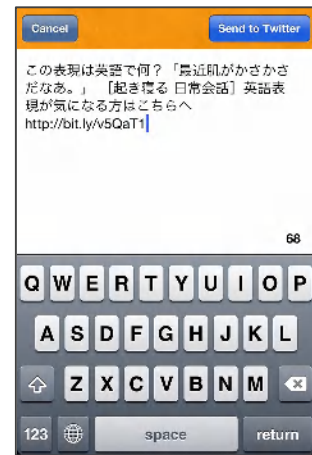 Cancel
Send to Twitter
この表現は英語で何?「最近肌がかさかさ
だなあ。」 [起き寝る 日常会話] 英語表
現が気になる方はこちらへ
http://bit.ly/v5QaT1
68
Q W E R T Y U I O P
A S D F G H J K L
Z X C V B N M
123
space
return